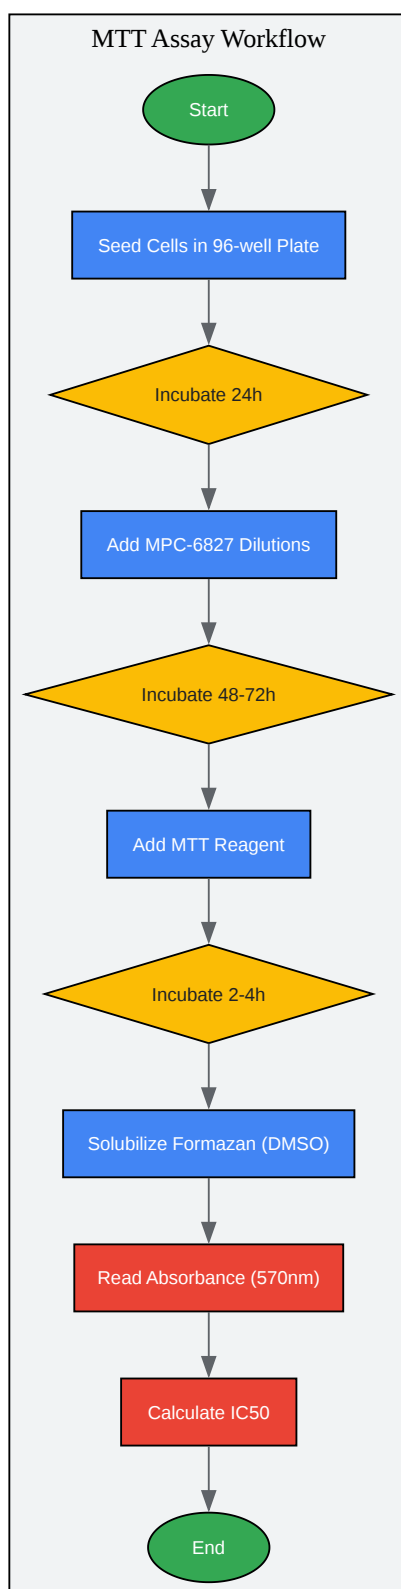 MTT Assay Workflow
Start
Seed Cells in 96-well Plate
Incubate 24h
Add MPC-6827 Dilutions
Incubate 48-72h
Add MTT Reagent
Incubate 2-4h
Solubilize Formazan (DMSO)
Read Absorbance (570nm)
Calculate IC50
End